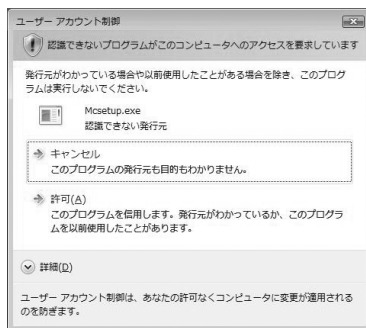 ユーザー アカウント制御
認識できないプログラムがこのコンピュータへのアクセスを要求しています
発行元がわかっている場合や以前使用したことがある場合を除き、このプログ
ラムは実行しないでください。
Mcsetup.exe
認識できない発行元
キャンセル
このプログラムの発行元も目的もわかりません。
許可(A)
このプログラムを信用します。発行元がわかっているか、このプログラ
ムを以前使用したことがあります。
詳細(D)
ユーザー アカウント制御は、あなたの許可なくコンピュータに変更が適用される
のを防ぎます。